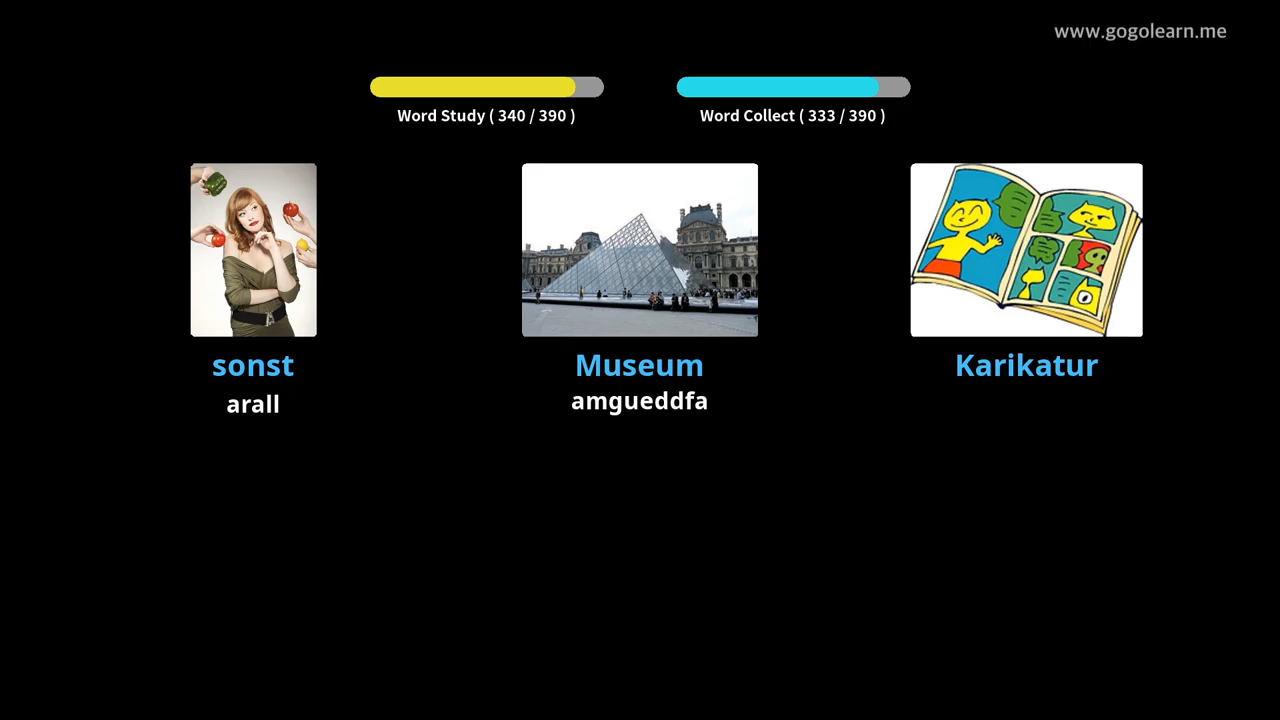 www.gogolearn.me
Word Study ( 340 / 390 )
Word Collect ( 333 / 390 )
sonst
Museum
Karikatur
arall
amgueddfa